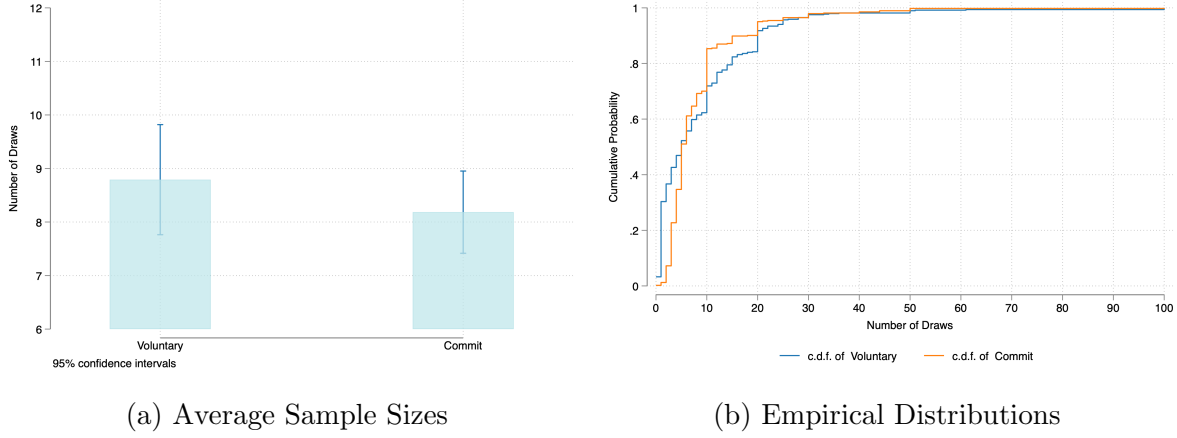 12
11
10
9
8
7
6
Number of Draws
Voluntary
Commit
95% confidence intervals
(a) Average Sample Sizes
1
.8
.6
.4
.2
0
Cumulative Probability
0 10 20 30 40 50 60 70 80 90 100
Number of Draws
c.d.f. of Voluntary
c.d.f. of Commit
(b) Empirical Distributions